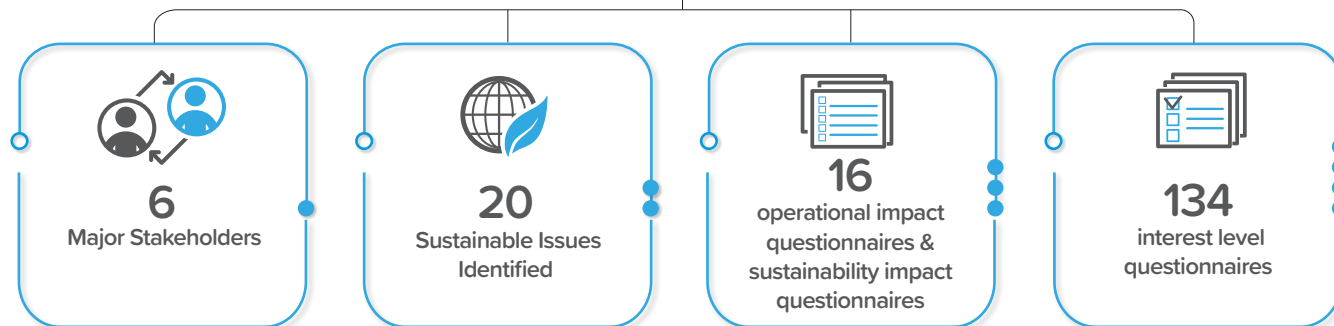 6
Major Stakeholders
20
Sustainable Issues
Identified
16
operational impact
questionnaires &
sustainability impact
questionnaires
134
interest level
questionnaires